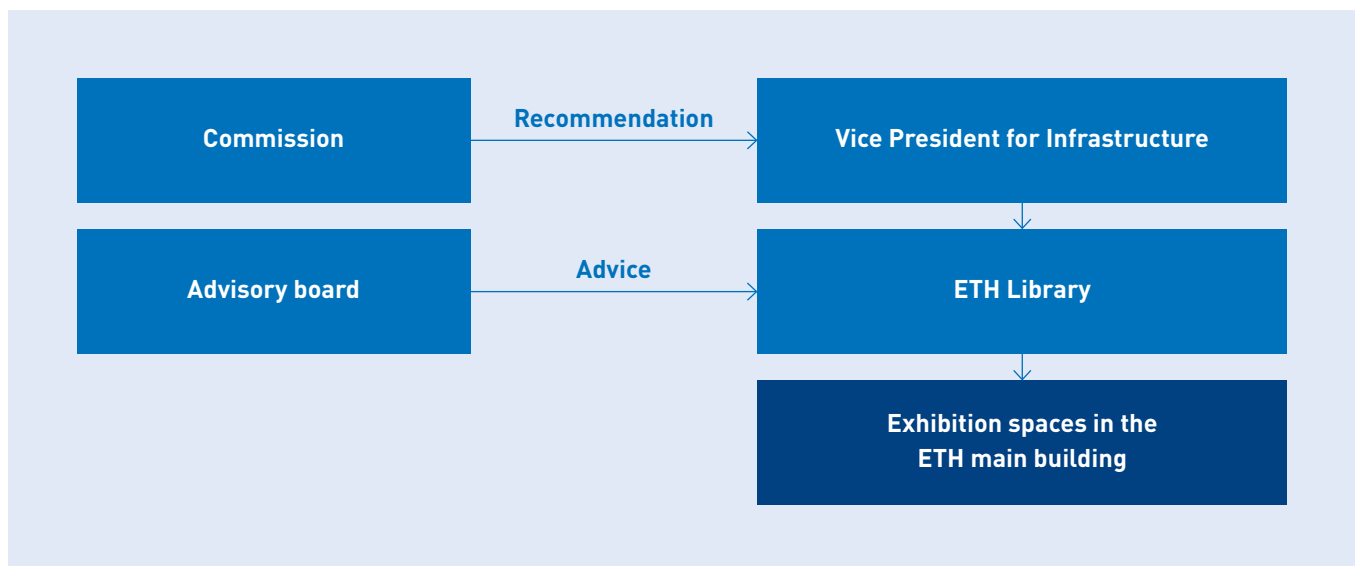 Commission
Recommendation
Vice President for Infrastructure
Advisory board
Advice
ETH Library
Exhibition spaces in the
ETH main building